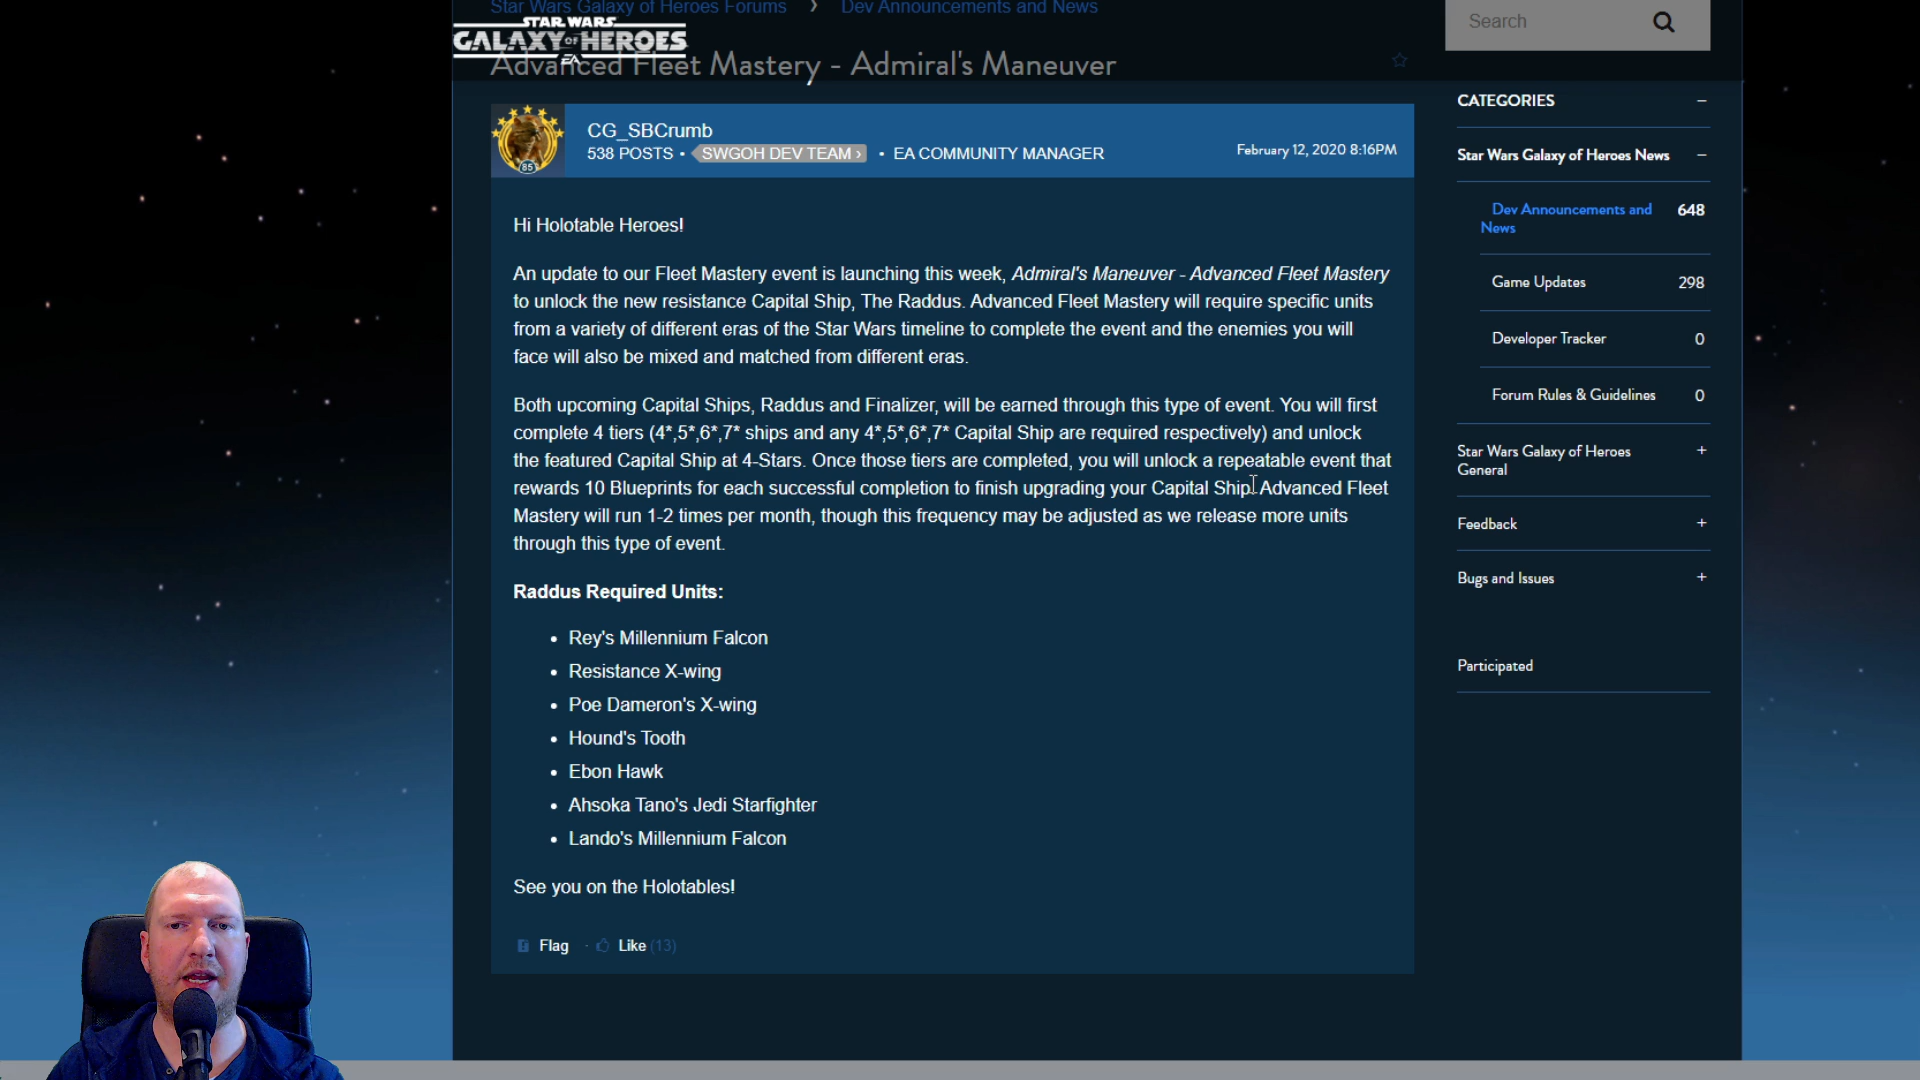 Star Wars Galaxy of Heroes Forums › Dev Announcements and News
STAR WARS
GALAXY OF HEROES
EA
Advanced Fleet Mastery - Admiral's Maneuver
Search
CG_SBCrumb
538 POSTS • SWGOH DEV TEAM › • EA COMMUNITY MANAGER
February 12, 2020 8:16PM
85
Hi Holotable Heroes!
An update to our Fleet Mastery event is launching this week, Admiral's Maneuver - Advanced Fleet Mastery
to unlock the new resistance Capital Ship, The Raddus. Advanced Fleet Mastery will require specific units
from a variety of different eras of the Star Wars timeline to complete the event and the enemies you will
face will also be mixed and matched from different eras.
Both upcoming Capital Ships, Raddus and Finalizer, will be earned through this type of event. You will first
complete 4 tiers (4*,5*,6*,7* ships and any 4*,5*,6*,7* Capital Ship are required respectively) and unlock
the featured Capital Ship at 4-Stars. Once those tiers are completed, you will unlock a repeatable event that
rewards 10 Blueprints for each successful completion to finish upgrading your Capital Ship. Advanced Fleet
Mastery will run 1-2 times per month, though this frequency may be adjusted as we release more units
through this type of event.
Raddus Required Units:
• Rey's Millennium Falcon
• Resistance X-wing
• Poe Dameron's X-wing
• Hound's Tooth
• Ebon Hawk
• Ahsoka Tano's Jedi Starfighter
• Lando's Millennium Falcon
See you on the Holotables!
Flag · Like (13)
CATEGORIES −
Star Wars Galaxy of Heroes News −
Dev Announcements and 648
News
Game Updates 298
Developer Tracker 0
Forum Rules & Guidelines 0
Star Wars Galaxy of Heroes +
General
Feedback +
Bugs and Issues +
Participated